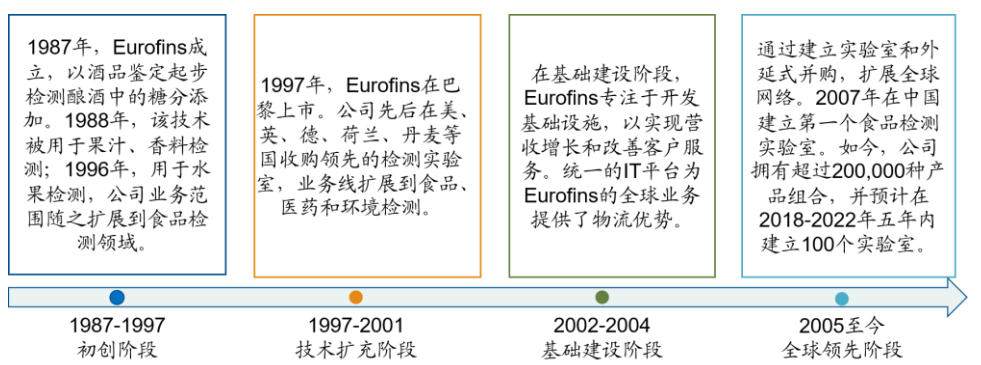 1987年，Eurofins成
立，以酒品鉴定起步
检测酿酒中的糖分添
加。1988年，该技术
被用于果汁、香料检
测；1996年，用于水
果检测，公司业务范
围随之扩展到食品检
测领域。
1997年，Eurofins在巴
黎上市。公司先后在美、
英、德、荷兰、丹麦等
国收购领先的检测实验
室，业务线扩展到食品、
医药和环境检测。
在基础建设阶段，
Eurofins专注于开发
基础设施，以实现营
收增长和改善客户服
务。统一的IT平台为
Eurofins的全球业务
提供了物流优势。
通过建立实验室和外
延式并购，扩展全球
网络。2007年在中国
建立第一个食品检测
实验室。如今，公司
拥有超过200,000种产
品组合，并预计在
2018-2022年五年内
建立100个实验室。
1987-1997
初创阶段
1997-2001
技术扩充阶段
2002-2004
基础建设阶段
2005至今
全球领先阶段